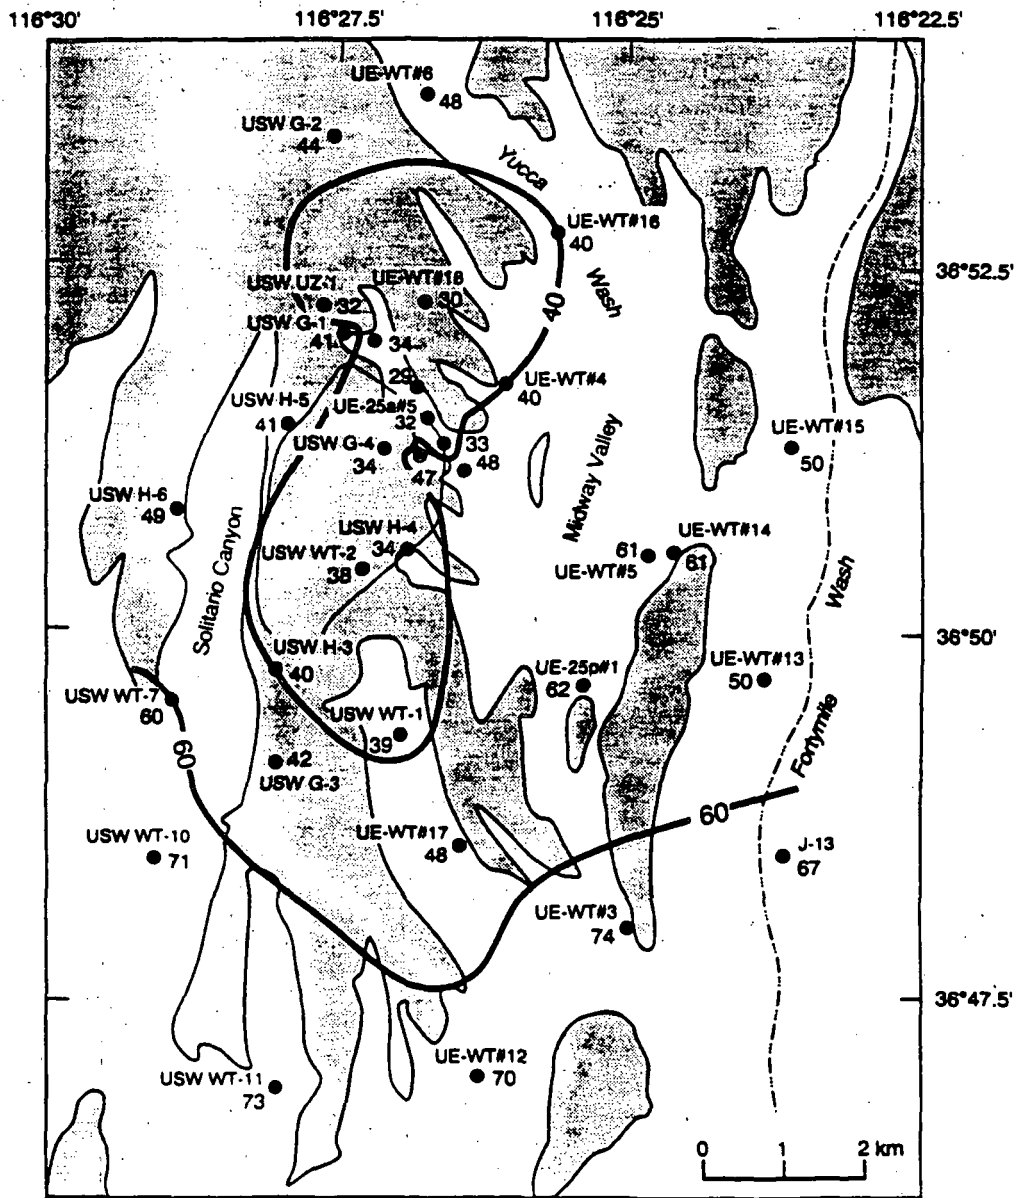 116°30'
116°27.5'
116°25'
116°22.5'
UE-WT#6
48
USW G-2
44
Yucca
UE-WT#16
40
36°52.5'
Wash
USW UZ-1
32
UE-WT#18
30
40
USW G-1
41
34
29
UE-WT#4
40
USW H-5
41
UE-25a#5
32
33
UE-WT#15
50
USW G-4
34
47
48
Midway Valley
USW H-6
49
USW H-4
34
UE-WT#14
61
61
UE-WT#5
USW WT-2
38
Solitario Canyon
Wash
36°50'
USW H-3
40
UE-25p#1
62
UE-WT#13
50
USW WT-7
60
USW WT-1
39
Fortymile
60
42
USW G-3
60
UE-WT#17
48
USW WT-10
71
J-13
67
UE-WT#3
74
36°47.5'
UE-WT#12
70
USW WT-11
73
0 1 2 km